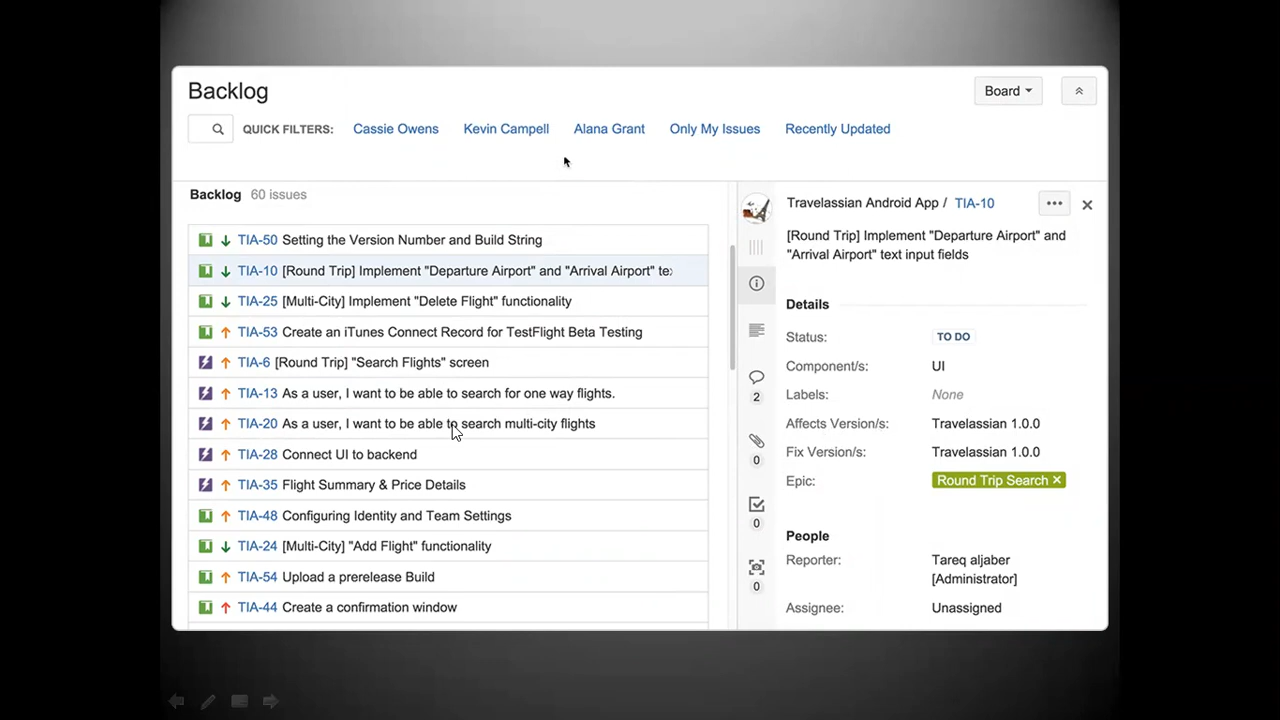 Backlog
Board
QUICK FILTERS: Cassie Owens Kevin Campell Alana Grant Only My Issues Recently Updated
Backlog 60 issues
TIA-50 Setting the Version Number and Build String
TIA-10 [Round Trip] Implement "Departure Airport" and "Arrival Airport" te
TIA-25 [Multi-City] Implement "Delete Flight" functionality
TIA-53 Create an iTunes Connect Record for TestFlight Beta Testing
TIA-6 [Round Trip] "Search Flights" screen
TIA-13 As a user, I want to be able to search for one way flights.
TIA-20 As a user, I want to be able to search multi-city flights
TIA-28 Connect UI to backend
TIA-35 Flight Summary & Price Details
TIA-48 Configuring Identity and Team Settings
TIA-24 [Multi-City] "Add Flight" functionality
TIA-54 Upload a prerelease Build
TIA-44 Create a confirmation window
2
0
0
0
Travelassian Android App / TIA-10
[Round Trip] Implement "Departure Airport" and
"Arrival Airport" text input fields
Details
Status: TO DO
Component/s: UI
Labels: None
Affects Version/s: Travelassian 1.0.0
Fix Version/s: Travelassian 1.0.0
Epic: Round Trip Search ×
People
Reporter: Tareq aljaber
[Administrator]
Assignee: Unassigned